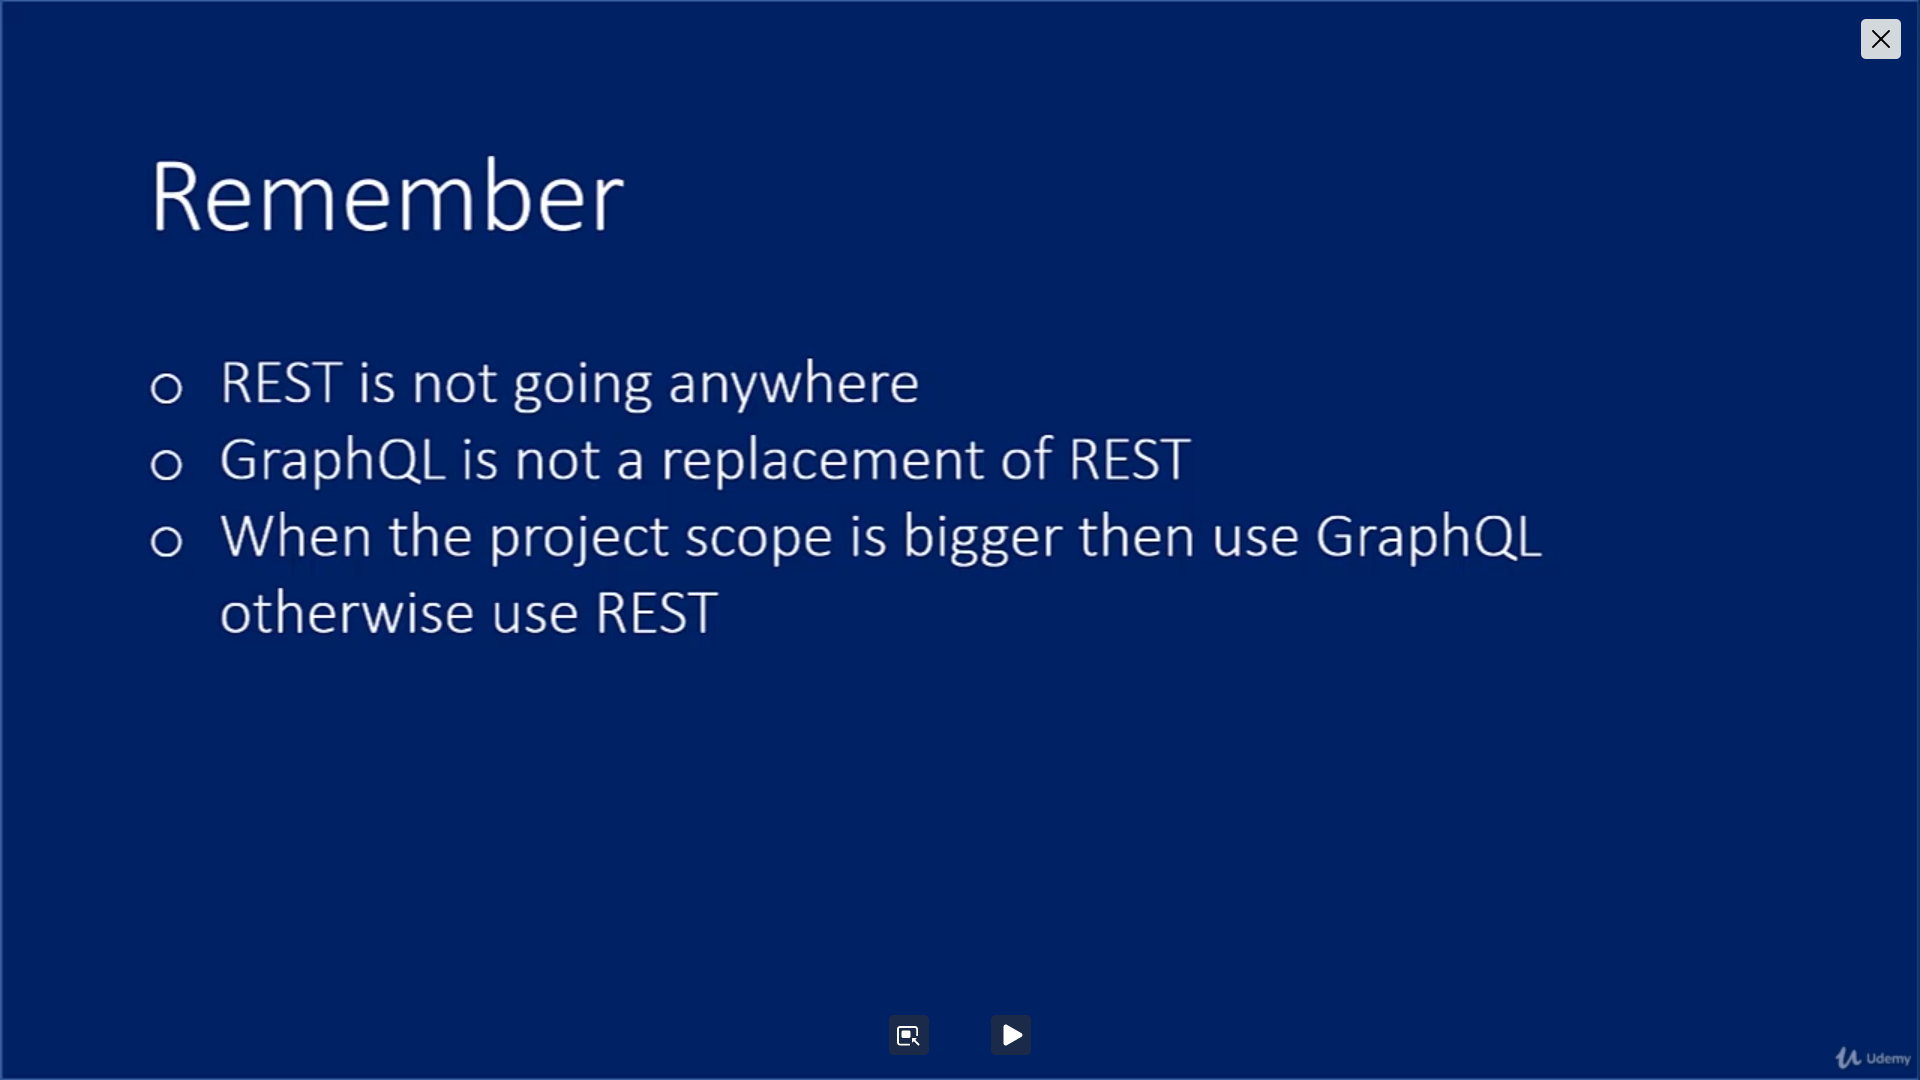 Remember
o REST is not going anywhere
o GraphQL is not a replacement of REST
o When the project scope is bigger then use GraphQL
otherwise use REST
Udemy